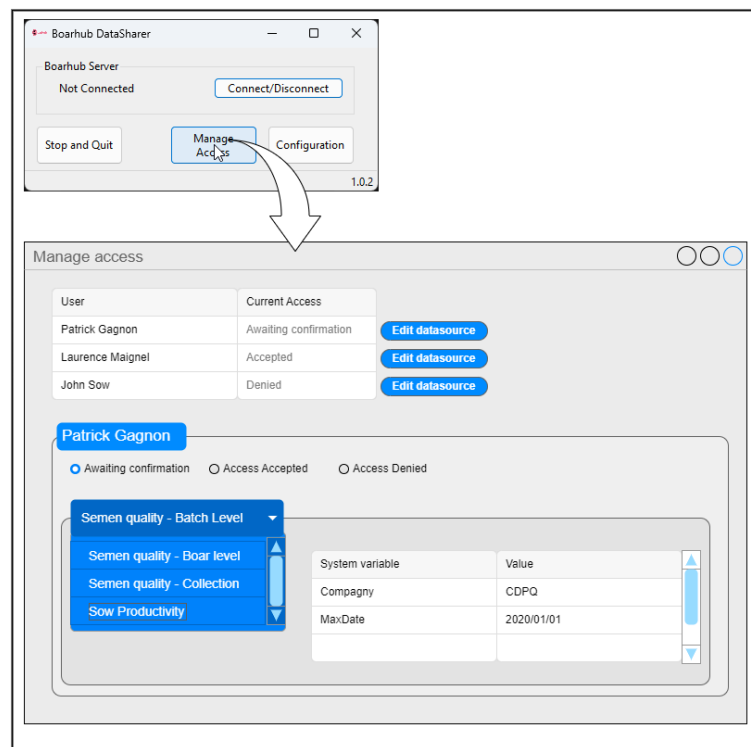 Boarhub DataSharer
Boarhub Server
Not Connected
Connect/Disconnect
Stop and Quit
Manage
Access
Configuration
1.0.2
Manage access
User Current Access
Patrick Gagnon Awaiting confirmation Edit datasource
Laurence Maignel Accepted Edit datasource
John Sow Denied Edit datasource
Patrick Gagnon
Awaiting confirmation Access Accepted Access Denied
Semen quality - Batch Level
Semen quality - Boar level
Semen quality - Collection
Sow Productivity
System variable Value
Compagny CDPQ
MaxDate 2020/01/01